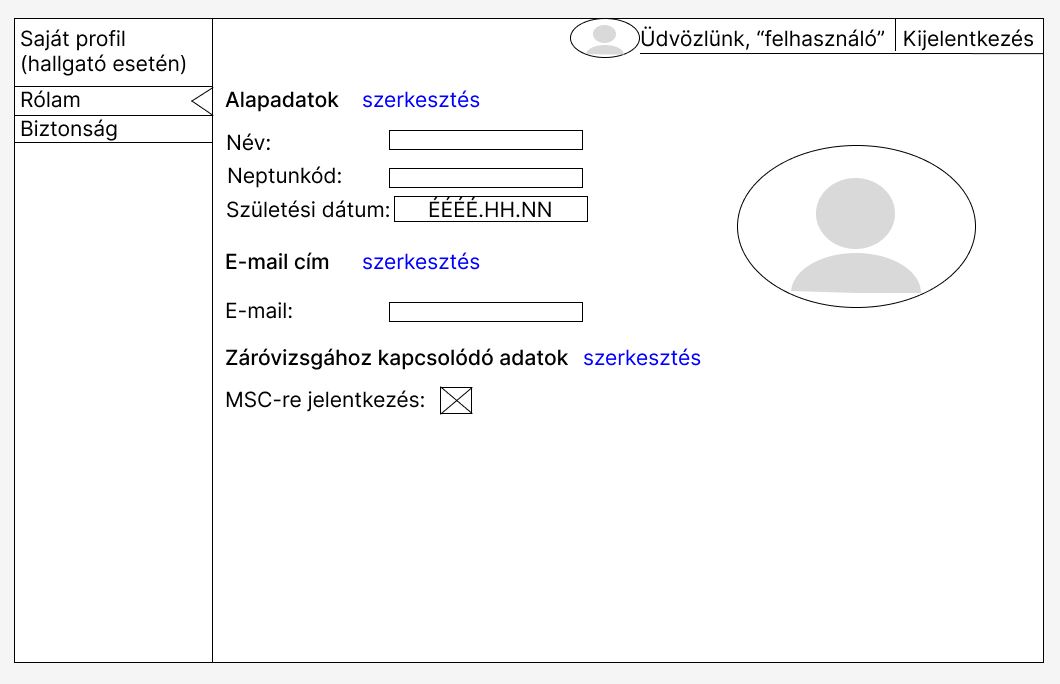 Saját profil
(hallgató esetén)
Rólam
Biztonság
Üdvözlünk, “felhasználó”
Kijelentkezés
Alapadatok szerkesztés
Név:
Neptunkód:
Születési dátum: ÉÉÉÉ.HH.NN
E-mail cím szerkesztés
E-mail:
Záróvizsgához kapcsolódó adatok szerkesztés
MSC-re jelentkezés: